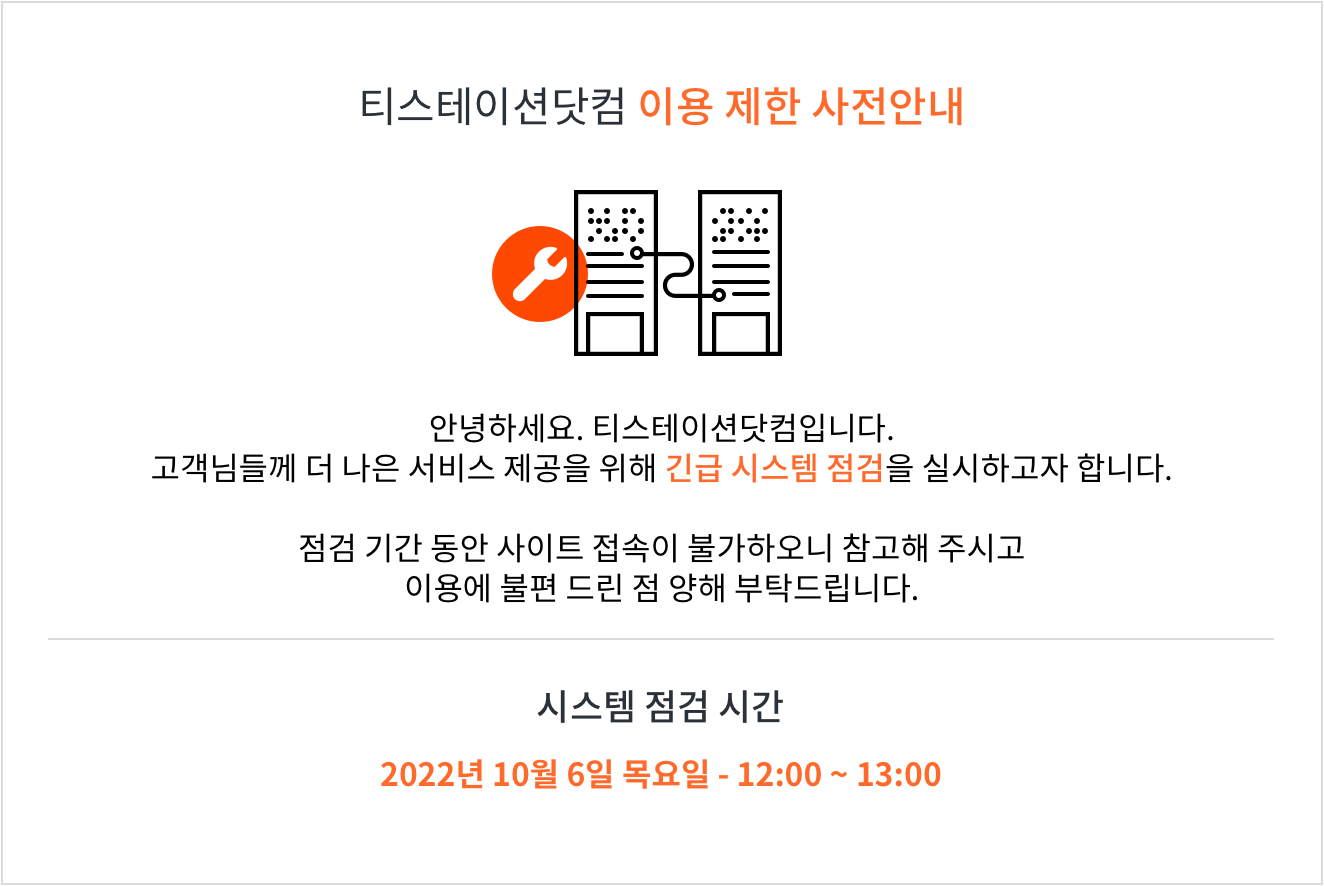 티스테이션닷컴 이용 제한 사전안내
안녕하세요. 티스테이션닷컴입니다.
고객님들께 더 나은 서비스 제공을 위해 긴급 시스템 점검을 실시하고자 합니다.
점검 기간 동안 사이트 접속이 불가하오니 참고해 주시고
이용에 불편 드린 점 양해 부탁드립니다.
시스템 점검 시간
2022년 10월 6일 목요일 - 12:00 ~ 13:00